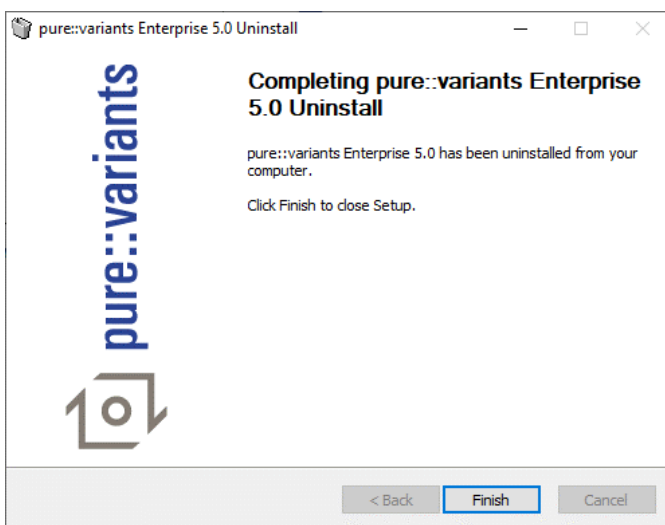 pure::variants Enterprise 5.0 Uninstall
pure::variants
Completing pure::variants Enterprise
5.0 Uninstall
pure::variants Enterprise 5.0 has been uninstalled from your
computer.
Click Finish to close Setup.
< Back
Finish
Cancel